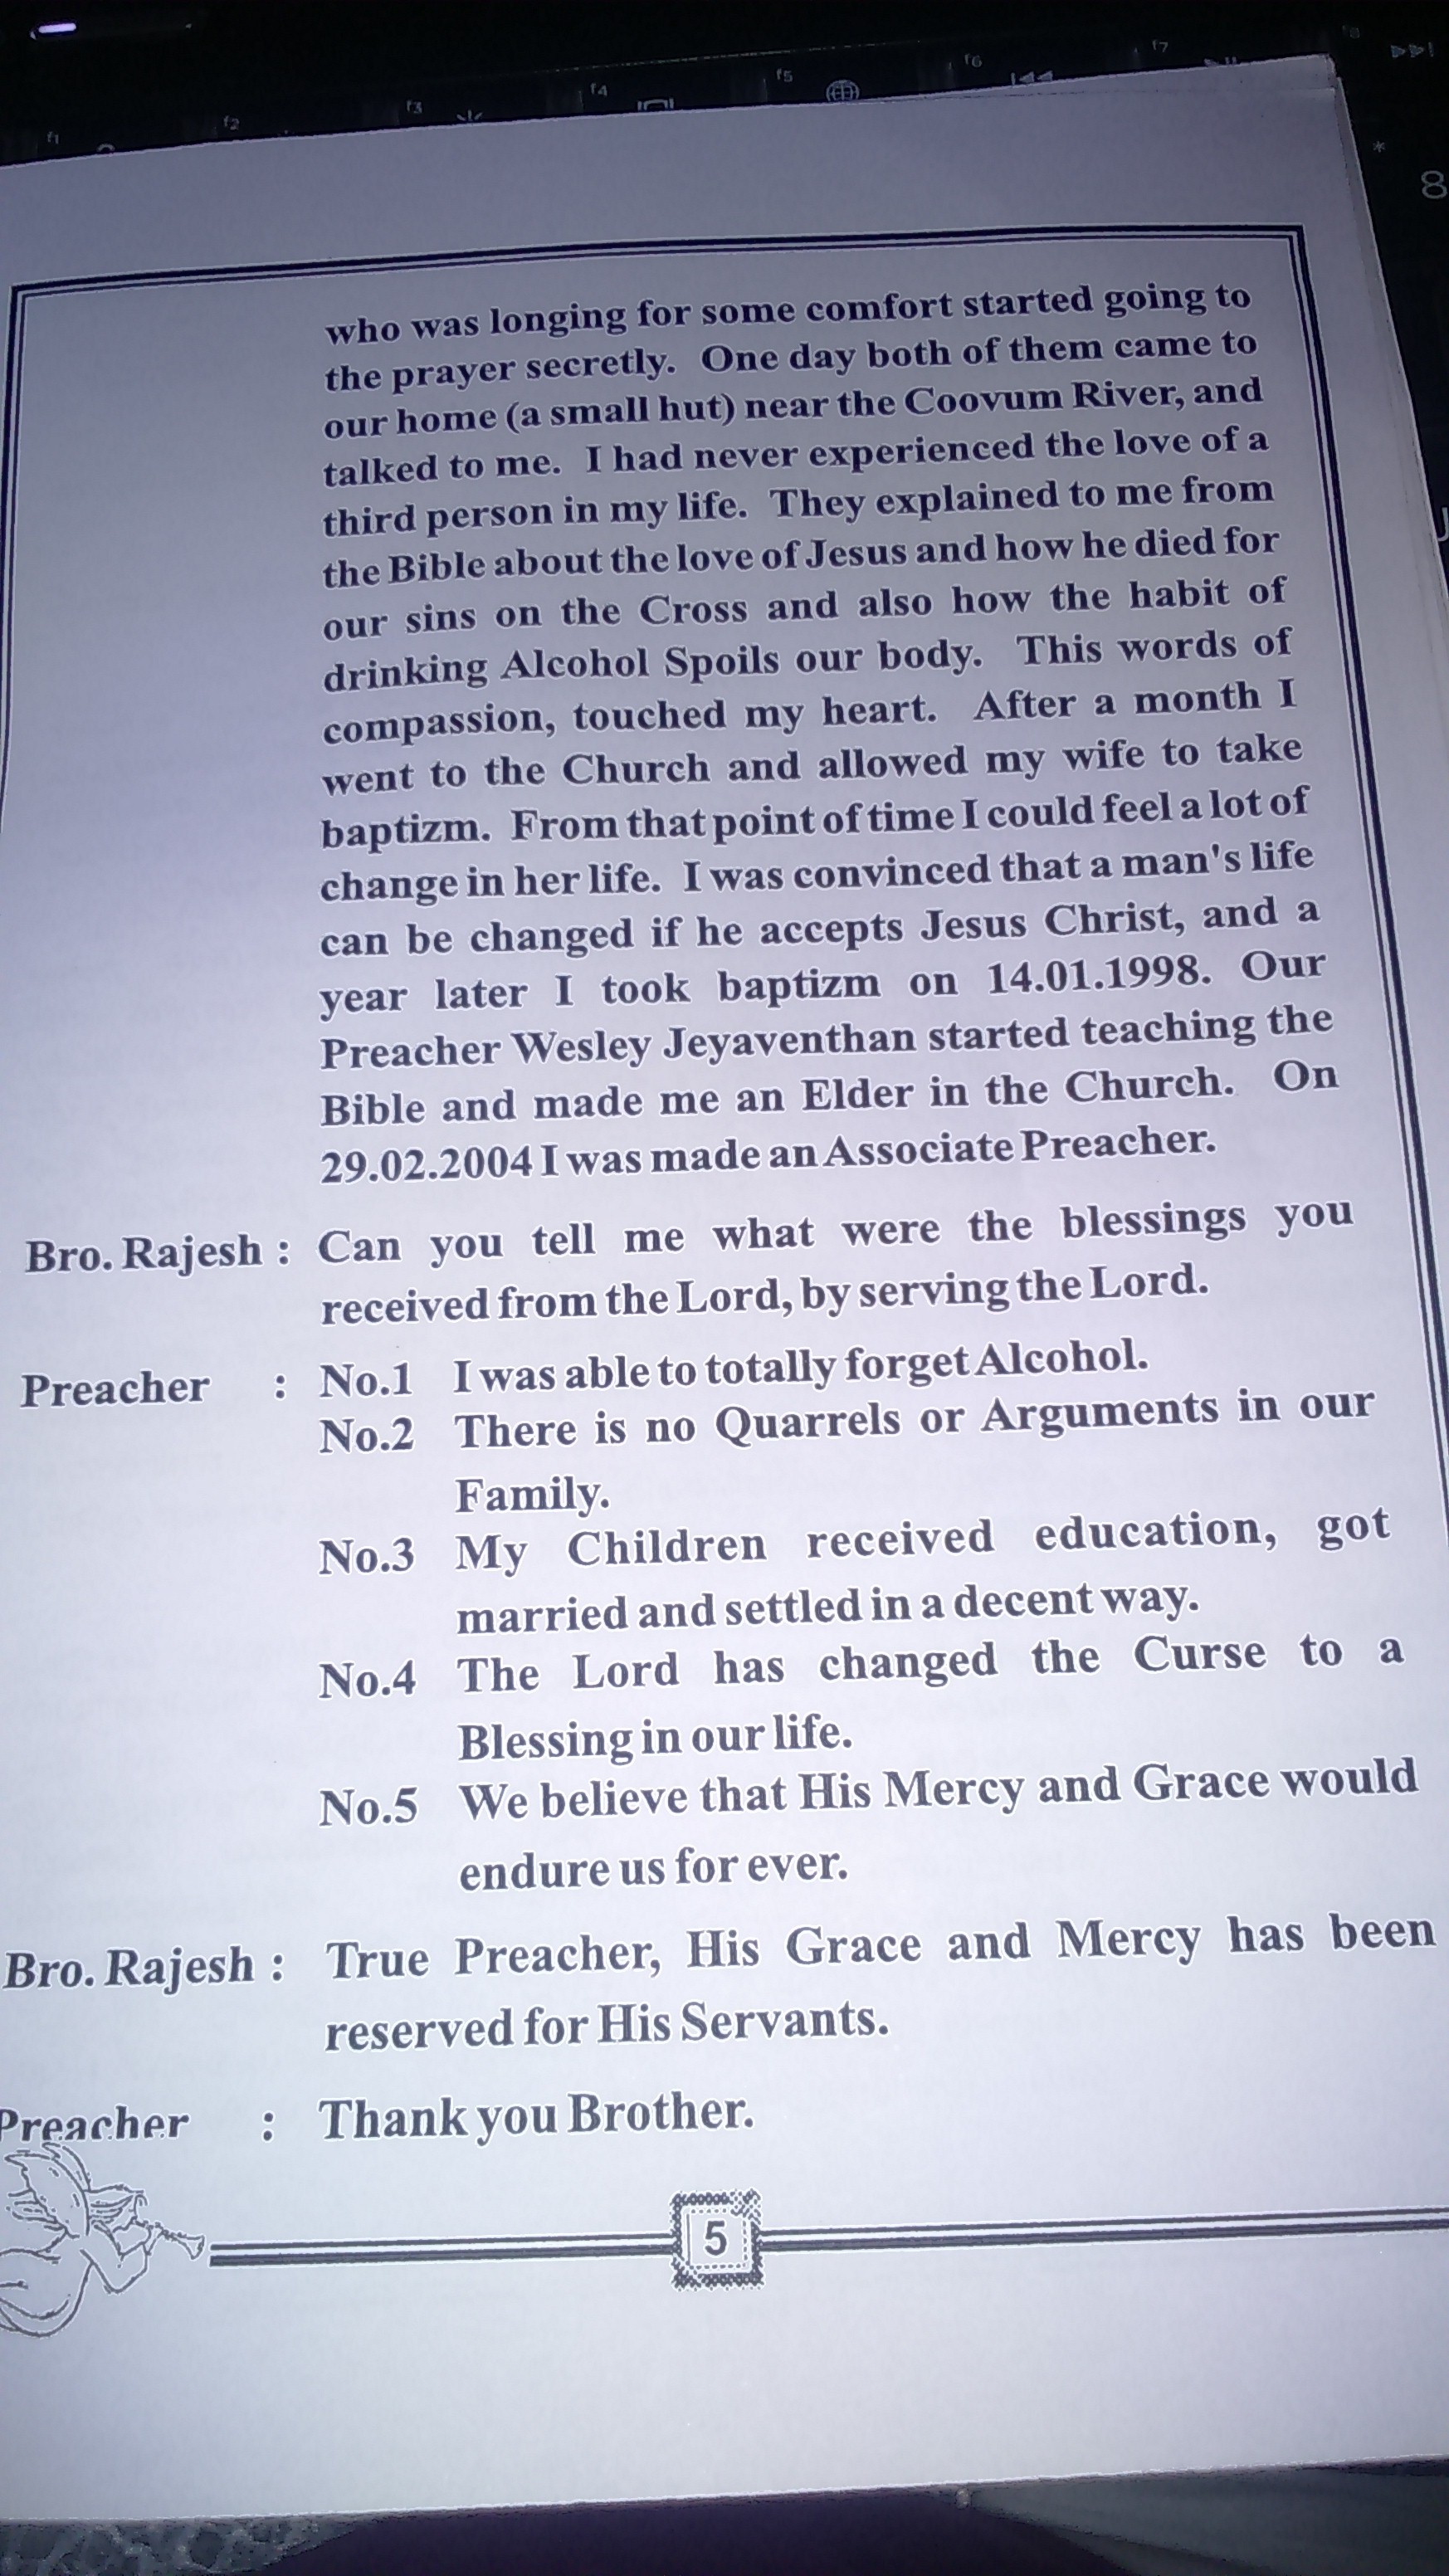 f1 f2 f3 f4 f5 f6 f7 f8
*
8
who was longing for some comfort started going to
the prayer secretly. One day both of them came to
our home (a small hut) near the Coovum River, and
talked to me. I had never experienced the love of a
third person in my life. They explained to me from
the Bible about the love of Jesus and how he died for
our sins on the Cross and also how the habit of
drinking Alcohol Spoils our body. This words of
compassion, touched my heart. After a month I
went to the Church and allowed my wife to take
baptizm. From that point of time I could feel a lot of
change in her life. I was convinced that a man's life
can be changed if he accepts Jesus Christ, and a
year later I took baptizm on 14.01.1998. Our
Preacher Wesley Jeyaventhan started teaching the
Bible and made me an Elder in the Church. On
29.02.2004 I was made an Associate Preacher.
Bro. Rajesh : Can you tell me what were the blessings you
received from the Lord, by serving the Lord.
Preacher : No.1 I was able to totally forget Alcohol.
No.2 There is no Quarrels or Arguments in our
Family.
No.3 My Children received education, got
married and settled in a decent way.
No.4 The Lord has changed the Curse to a
Blessing in our life.
No.5 We believe that His Mercy and Grace would
endure us for ever.
Bro. Rajesh : True Preacher, His Grace and Mercy has been
reserved for His Servants.
Preacher : Thank you Brother.
5